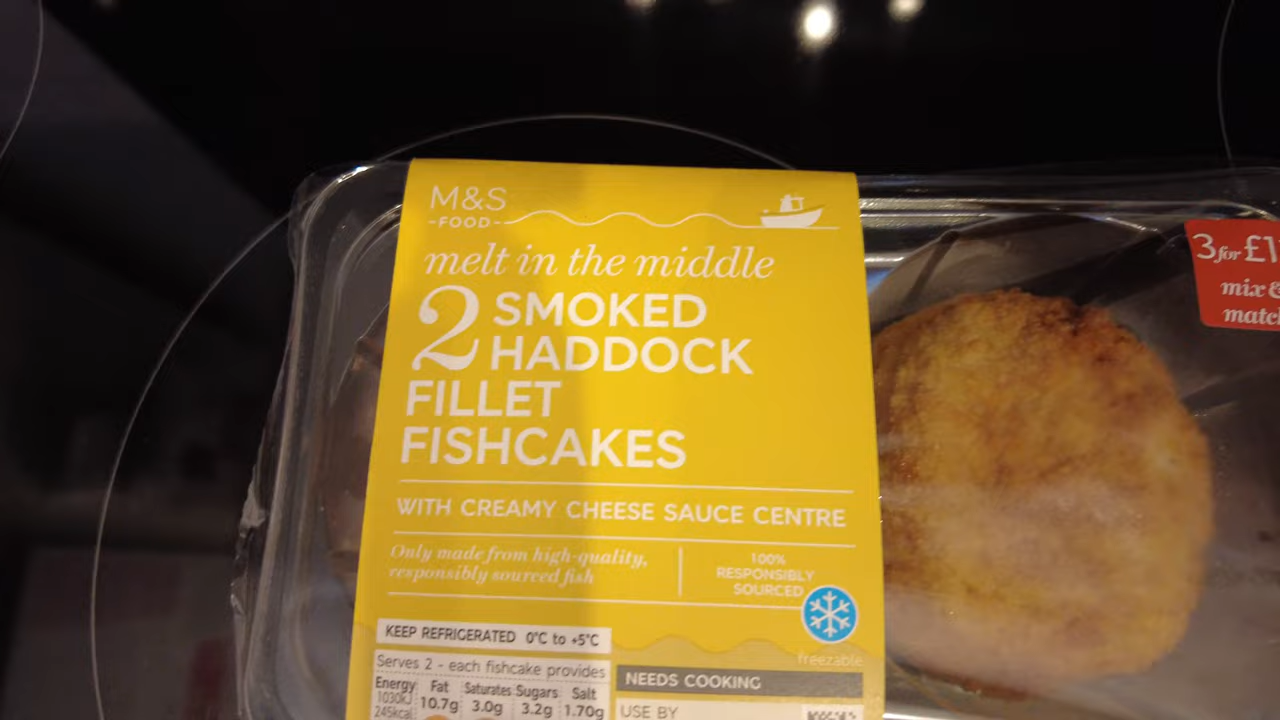 M&S
-FOOD-
melt in the middle
2 SMOKED
HADDOCK
FILLET
FISHCAKES
WITH CREAMY CHEESE SAUCE CENTRE
Only made from high-quality,
responsibly sourced fish
100%
RESPONSIBLY
SOURCED
freezable
KEEP REFRIGERATED 0°C to +5°C
Serves 2 - each fishcake provides
Energy Fat Saturates Sugars Salt
1030kJ
245kcal 10.7g 3.0g 3.2g 1.70g
NEEDS COOKING
USE BY
3 for £1
mix &
match